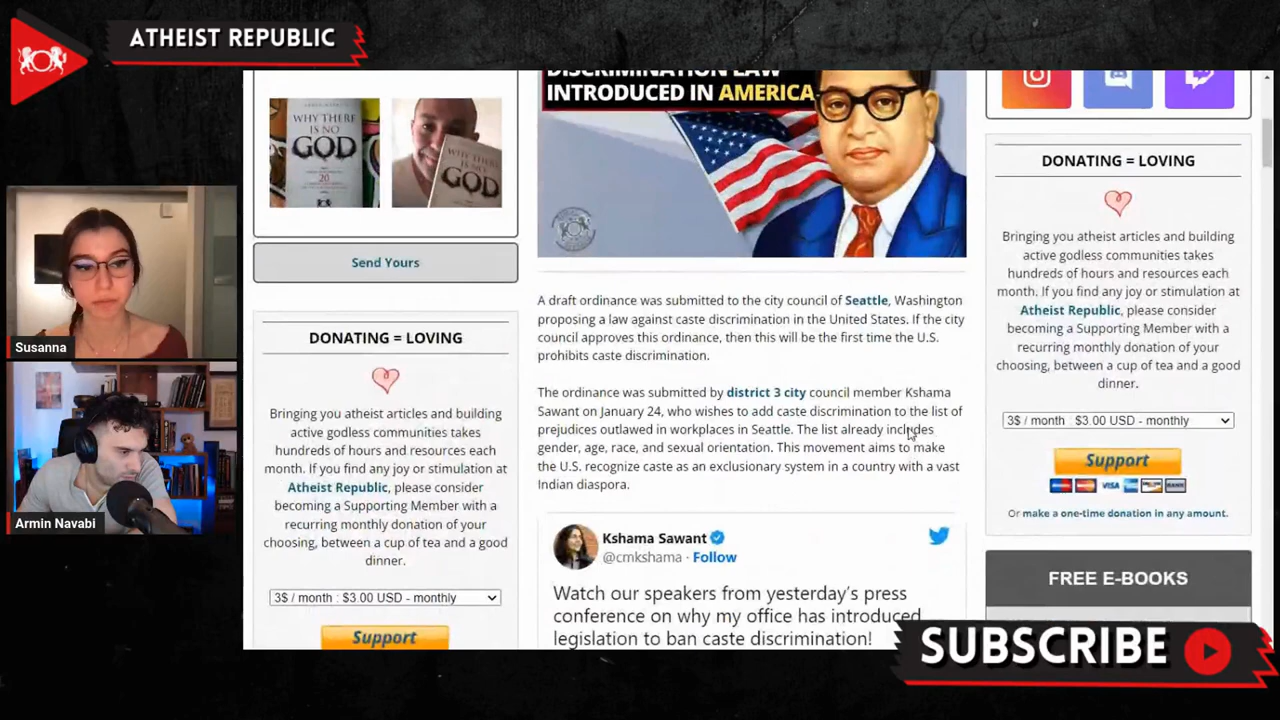 ATHEIST REPUBLIC
Susanna
Armin Navabi
WHY THERE
IS NO
GOD
20
WHY THERE
IS NO
GOD
Send Yours
DONATING = LOVING
Bringing you atheist articles and building
active godless communities takes
hundreds of hours and resources each
month. If you find any joy or stimulation at
Atheist Republic, please consider
becoming a Supporting Member with a
recurring monthly donation of your
choosing, between a cup of tea and a good
dinner.
3$ / month : $3.00 USD - monthly
Support
DISCRIMINATION LAW
INTRODUCED IN AMERICA
A draft ordinance was submitted to the city council of Seattle, Washington
proposing a law against caste discrimination in the United States. If the city
council approves this ordinance, then this will be the first time the U.S.
prohibits caste discrimination.
The ordinance was submitted by district 3 city council member Kshama
Sawant on January 24, who wishes to add caste discrimination to the list of
prejudices outlawed in workplaces in Seattle. The list already includes
gender, age, race, and sexual orientation. This movement aims to make
the U.S. recognize caste as an exclusionary system in a country with a vast
Indian diaspora.
Kshama Sawant
@cmkshama · Follow
Watch our speakers from yesterday's press
conference on why my office has introduced
legislation to ban caste discrimination!
DONATING = LOVING
Bringing you atheist articles and building
active godless communities takes
hundreds of hours and resources each
month. If you find any joy or stimulation at
Atheist Republic, please consider
becoming a Supporting Member with a
recurring monthly donation of your
choosing, between a cup of tea and a good
dinner.
3$ / month : $3.00 USD - monthly
Support
VISA
BANK
Or make a one-time donation in any amount.
FREE E-BOOKS
SUBSCRIBE